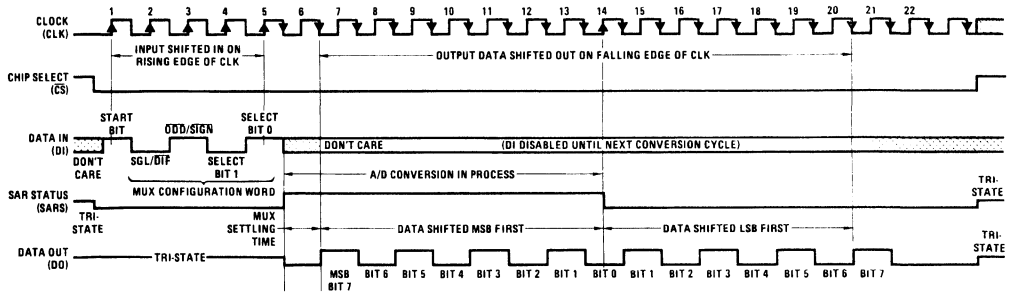 1 2 3 4 5 6 7 8 9 10 11 12 13 14 15 16 17 18 19 20 21 22
CLOCK
(CLK)
INPUT SHIFTED IN ON
RISING EDGE OF CLK
OUTPUT DATA SHIFTED OUT ON FALLING EDGE OF CLK
CHIP SELECT
(C̅S̅)
START
BIT
O̅D̅D̅/SIGN
SELECT
BIT 0
DATA IN
(DI)
DON'T CARE (DI DISABLED UNTIL NEXT CONVERSION CYCLE)
DON'T
CARE
SGL/D̅I̅F̅
SELECT
BIT 1
A/D CONVERSION IN PROCESS
MUX CONFIGURATION WORD
SAR STATUS
(SARS)
TRI-
STATE
TRI-
STATE
MUX
SETTLING
TIME
DATA SHIFTED MSB FIRST
DATA SHIFTED LSB FIRST
DATA OUT
(DO)
TRI-STATE
TRI-
STATE
MSB
BIT 7
BIT 6 BIT 5 BIT 4 BIT 3 BIT 2 BIT 1 BIT 0 BIT 1 BIT 2 BIT 3 BIT 4 BIT 5 BIT 6 BIT 7